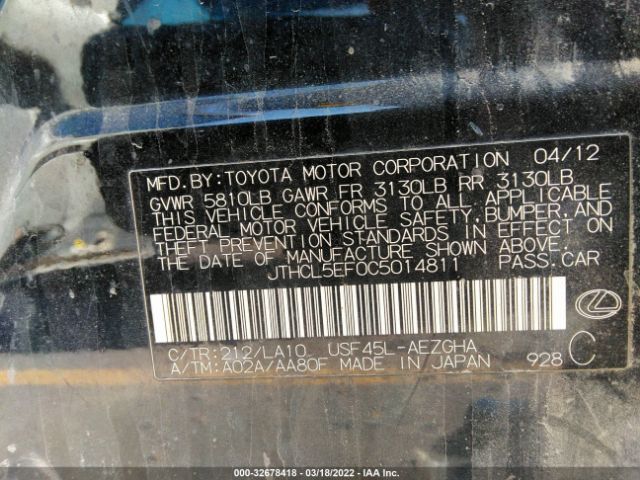 MFD. BY: TOYOTA MOTOR CORPORATION 04/12
GVWR 5810LB GAWR FR 3130LB RR 3130LB
THIS VEHICLE CONFORMS TO ALL APPLICABLE
FEDERAL MOTOR VEHICLE SAFETY, BUMPER, AND
THEFT PREVENTION STANDARDS IN EFFECT ON
THE DATE OF MANUFACTURE SHOWN ABOVE.
JTHCL5EF0C5014811 PASS. CAR
C/TR: 212/LA10 USF45L-AEZGHA C
A/TM: A02A/AA80F MADE IN JAPAN 928
000-32678418 - 03/18/2022 - IAA Inc.